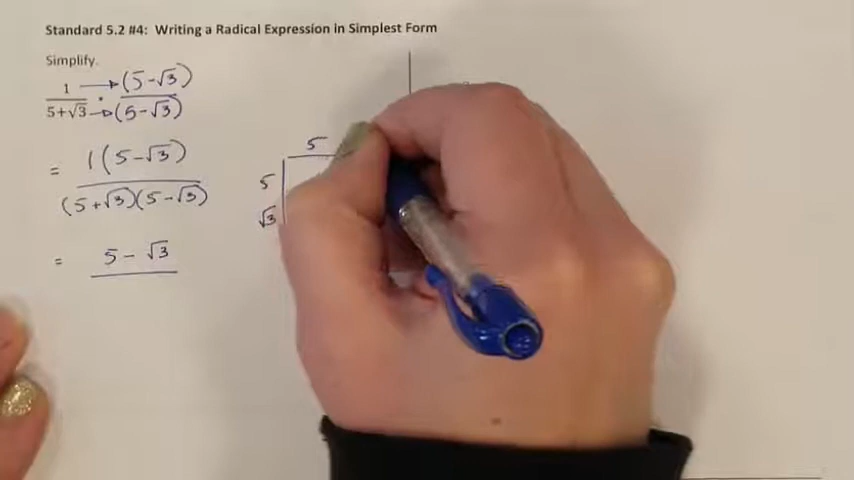 Standard 5.2 #4: Writing a Radical Expression in Simplest Form
Simplify.
1 → (5-√3)
5+√3 → (5-√3)
= 1(5-√3)
(5+√3)(5-√3)
= 5-√3
5
5
√3